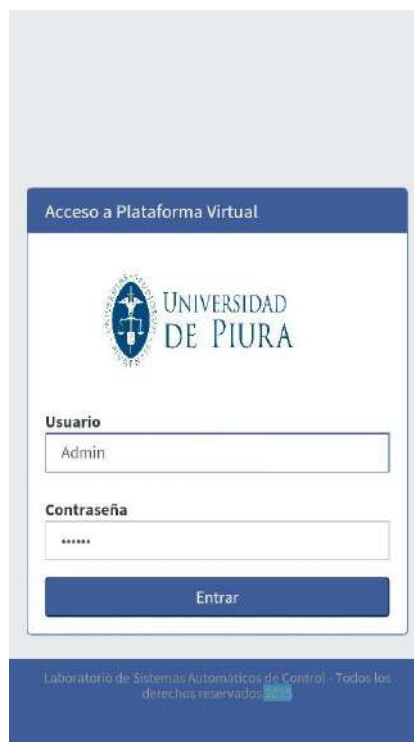 Acceso a Plataforma Virtual
UNIVERSIDAD
DE PIURA
Usuario
Admin
Contraseña
••••••
Entrar
Laboratorio de Sistemas Automáticos de Control - Todos los
derechos reservados 2015